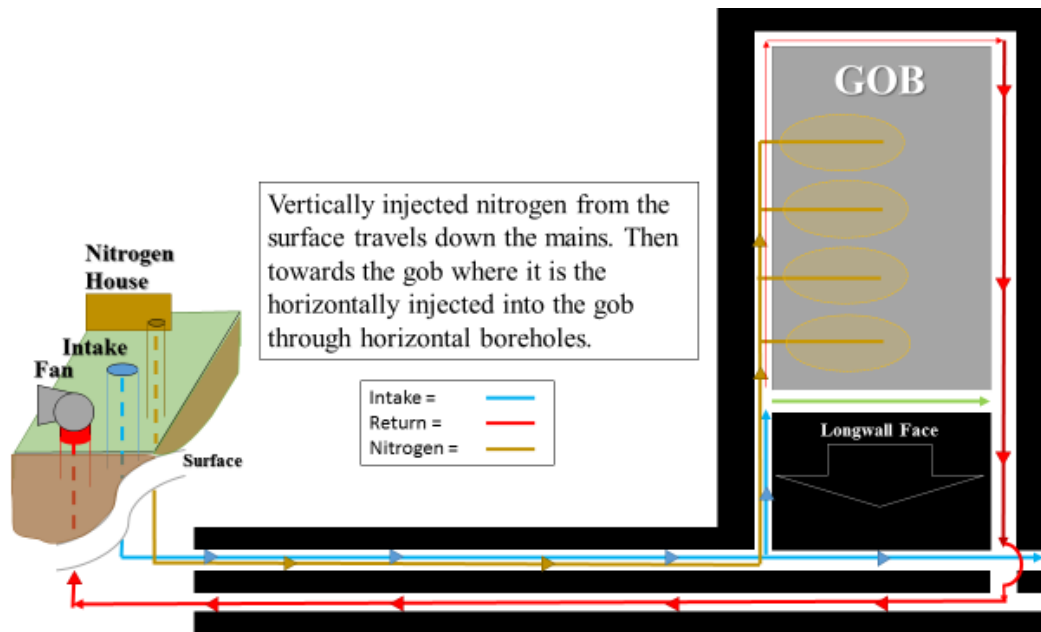 GOB
Vertically injected nitrogen from the
surface travels down the mains. Then
towards the gob where it is the
horizontally injected into the gob
through horizontal boreholes.
Nitrogen
House
Intake
Fan
Surface
Intake =
Return =
Nitrogen =
Longwall Face